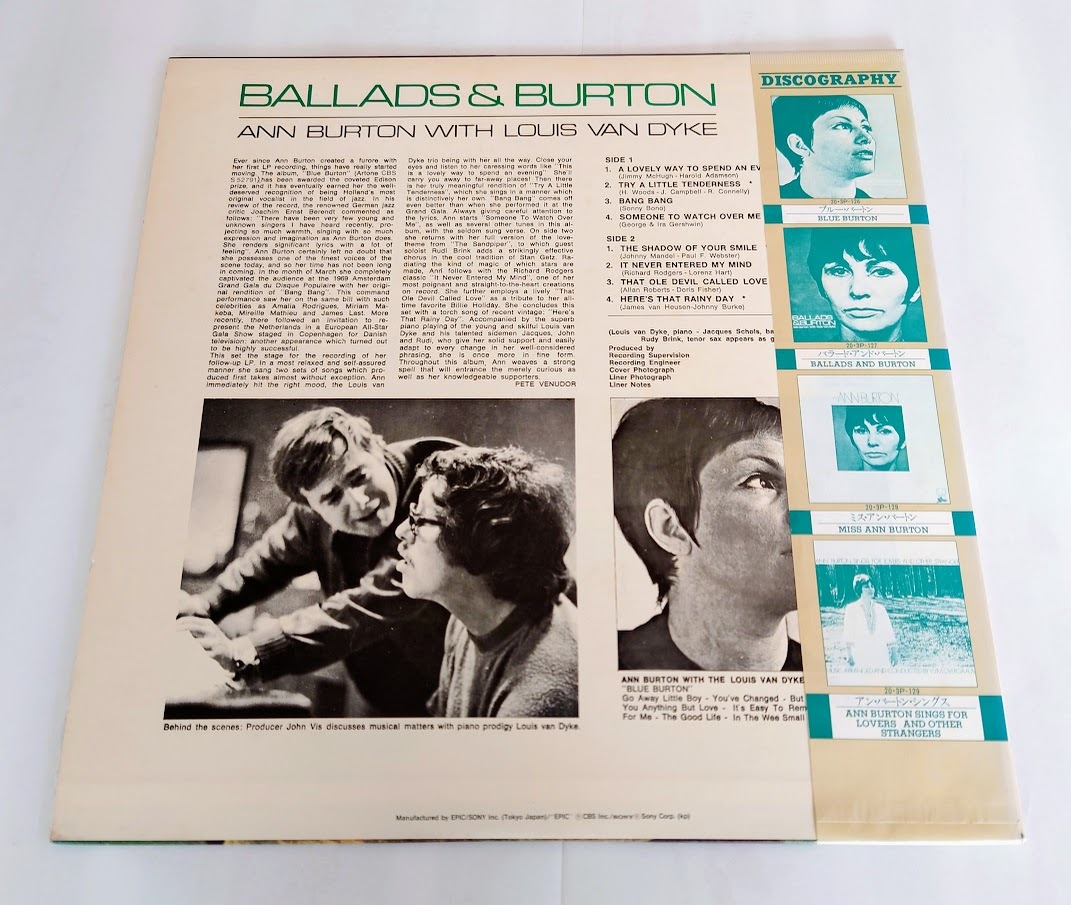 BALLADS & BURTON
ANN BURTON WITH LOUIS VAN DYKE
Ever since Ann Burton created a furore with
her first LP recording, things have really started
moving. The album, "Blue Burton" (Artone CBS
S 52791) has been awarded the coveted Edison
prize, and it has eventually earned her the well-
deserved recognition of being Holland's most
original vocalist in the field of jazz. In his
review of the record, the renowned German jazz
critic Joachim Ernst Berendt commented as
follows: "There have been very few young and
unknown singers I have heard recently, pro-
jecting so much warmth, singing with so much
expression and imagination as Ann Burton does.
She renders significant lyrics with a lot of
feeling". Ann Burton certainly left no doubt that
she possesses one of the finest voices of the
scene today, and so her time has not been long
in coming. In the month of March she completely
captivated the audience at the 1969 Amsterdam
Grand Gala du Disque Populaire with her origi-
nal rendition of "Bang Bang". This command
performance saw her on the same bill with such
celebrities as Amalia Rodrigues, Miriam Ma-
keba, Mireille Mathieu and James Last. More
recently, there followed an invitation to re-
present the Netherlands in a European All-Star
Gala Show staged in Copenhagen for Danish
television: another appearance which turned out
to be highly successful.
This set the stage for the recording of her
follow-up LP. In a most relaxed and self-assured
manner she sang two sets of songs which pro-
duced first takes almost without exception. Ann
immediately hit the right mood, the Louis van
Dyke trio being with her all the way. Close your
eyes and listen to her caressing words like "This
is a lovely way to spend an evening". She'll
carry you away to far-away places! Then there
is her truly meaningful rendition of "Try A Little
Tenderness", which she sings in a manner which
is distinctively her own. "Bang Bang" comes off
even better than when she performed it at the
Grand Gala. Always giving careful attention to
the lyrics, Ann starts "Someone To Watch Over
Me", as well as several other tunes in this al-
bum, with the seldom sung verse. On side two
she returns with her full version of the love-
theme from "The Sandpiper", to which guest
soloist Rudi Brink adds a strikingly effective
chorus in the cool tradition of Stan Getz. Ra-
diating the kind of magic of which stars are
made, Ann follows with the Richard Rodgers
classic "It Never Entered My Mind", one of her
most poignant and straight-to-the-heart creations
on record. She further employs a lively "That
Ole Devil Called Love" as a tribute to her all-
time favorite Billie Holiday. She concludes this
set with a torch song of recent vintage: "Here's
That Rainy Day". Accompanied by the superb
piano playing of the young and skilful Louis van
Dyke and his talented sidemen Jacques, John
and Rudi, who give her solid support and easily
adapt to every change in her well-considered
phrasing, she is once more in fine form.
Throughout this album, Ann weaves a strong
spell that will entrance the merely curious as
well as her knowledgeable supporters.
PETE VENUDOR
SIDE 1
1. A LOVELY WAY TO SPEND AN EV
(Jimmy McHugh - Harold Adamson)
2. TRY A LITTLE TENDERNESS *
(H. Woods - J. Campbell - R. Connelly)
3. BANG BANG
(Sonny Bono)
4. SOMEONE TO WATCH OVER ME
(George & Ira Gershwin)
SIDE 2
1. THE SHADOW OF YOUR SMILE
(Johnny Mandel - Paul F. Webster)
2. IT NEVER ENTERED MY MIND
(Richard Rodgers - Lorenz Hart)
3. THAT OLE DEVIL CALLED LOVE
(Allan Roberts - Doris Fisher)
4. HERE'S THAT RAINY DAY *
(James van Heusen-Johnny Burke)
(Louis van Dyke, piano - Jacques Schols, ba
Rudy Brink, tenor sax appears as g
Produced by
Recording Supervision
Recording Engineer
Cover Photograph
Liner Photograph
Liner Notes
Behind the scenes: Producer John Vis discusses musical matters with piano prodigy Louis van Dyke.
ANN BURTON WITH THE LOUIS VAN DYKE
"BLUE BURTON"
Go Away Little Boy - You've Changed - But
You Anything But Love - It's Easy To Rem
For Me - The Good Life - In The Wee Small
Manufactured by EPIC/SONY Inc. (Tokyo Japan)/"EPIC" ® CBS Inc./SONY ® Sony Corp. (kp)
DISCOGRAPHY
20・3P-126
ブルー・バートン
BLUE BURTON
BALLADS
&BURTON
20・3P-127
バラード・アンド・バートン
BALLADS AND BURTON
ANN BURTON
20・3P-128
ミス・アン・バートン
MISS ANN BURTON
ANN BURTON SINGS FOR LOVERS AND OTHER STRANGERS
20・3P-129
アン・バートン・シングス
ANN BURTON SINGS FOR
LOVERS AND OTHER
STRANGERS